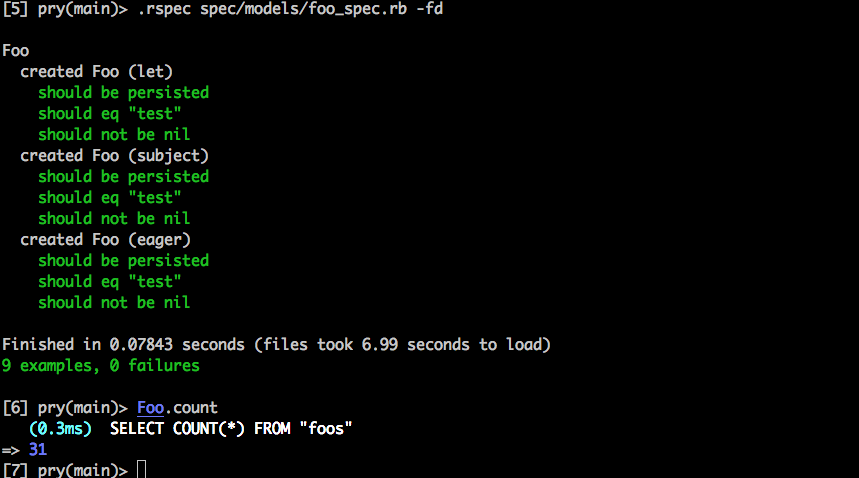 [5] pry(main)> .rspec spec/models/foo_spec.rb -fd
Foo
created Foo (let)
should be persisted
should eq "test"
should not be nil
created Foo (subject)
should be persisted
should eq "test"
should not be nil
created Foo (eager)
should be persisted
should eq "test"
should not be nil
Finished in 0.07843 seconds (files took 6.99 seconds to load)
9 examples, 0 failures
[6] pry(main)> Foo.count
(0.3ms)  SELECT COUNT(*) FROM "foos"
=> 31
[7] pry(main)>